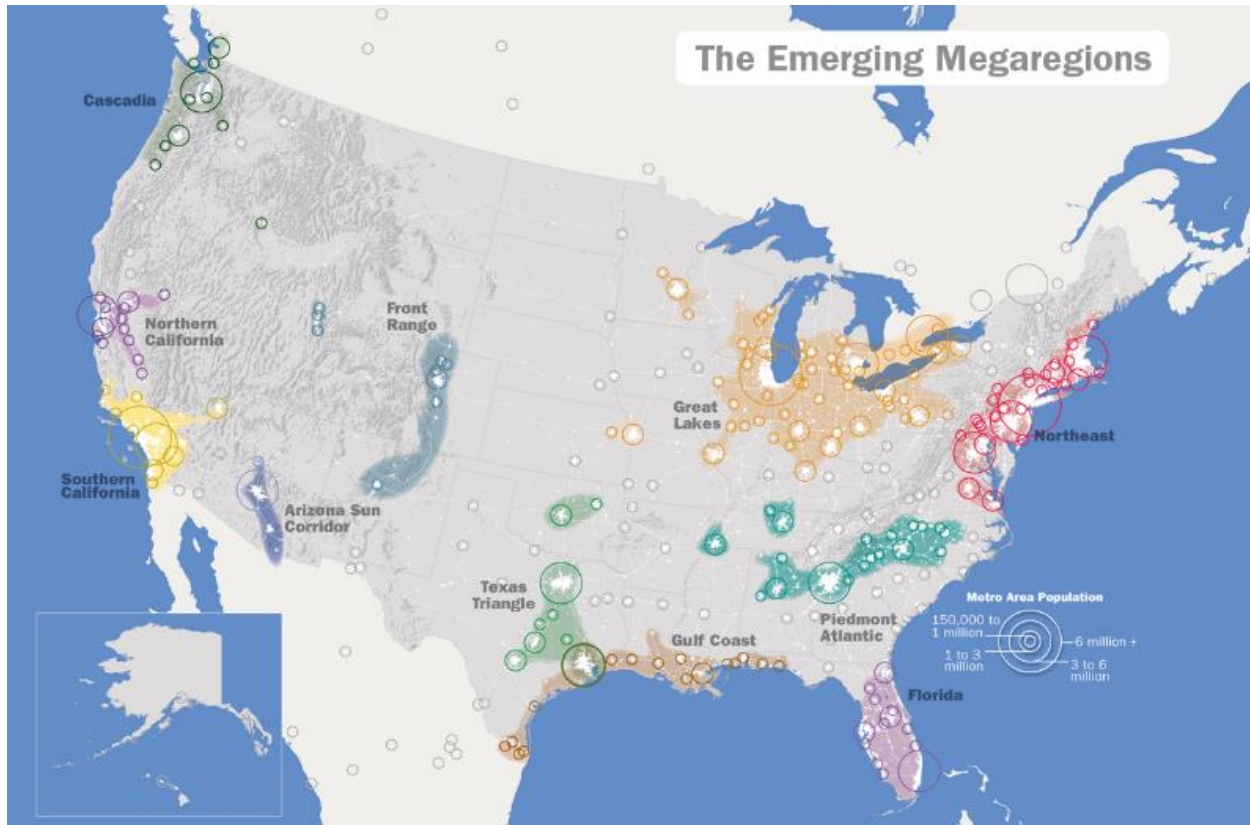 The Emerging Megaregions
Cascadia
Northern
California
Front
Range
Great
Lakes
Northeast
Southern
California
Arizona Sun
Corridor
Texas
Triangle
Gulf Coast
Piedmont
Atlantic
Florida
Metro Area Population
150,000 to
1 million
1 to 3
million
6 million +
3 to 6
million